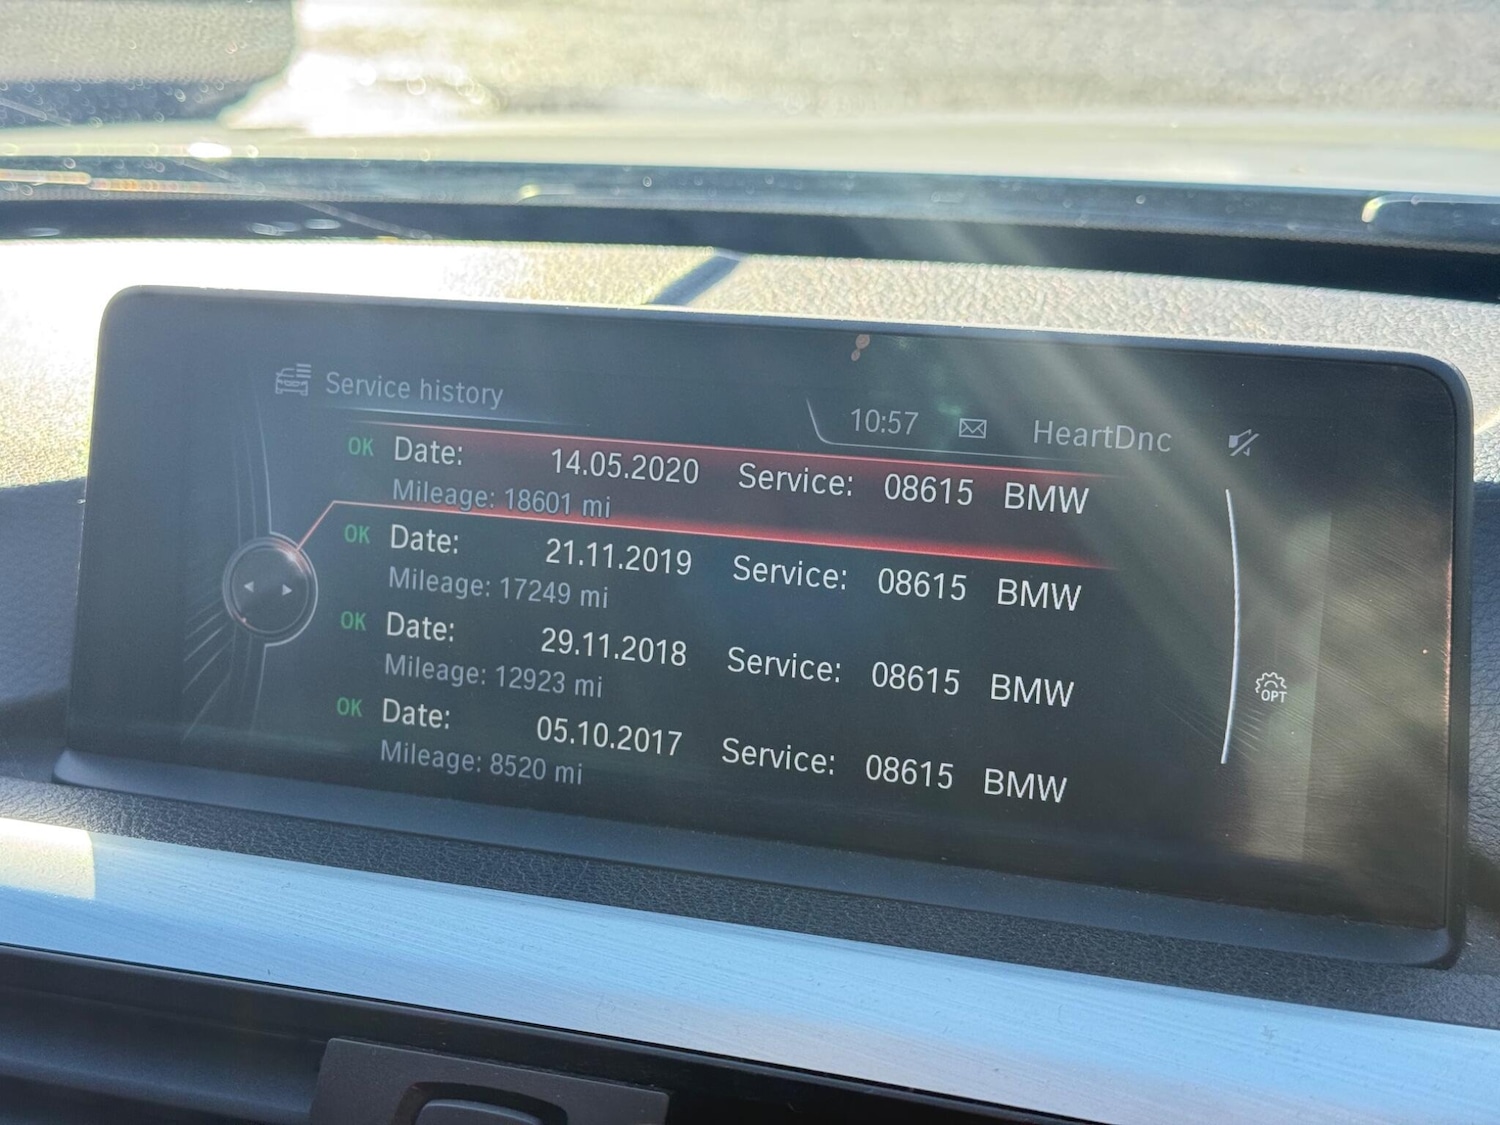 Service history
10:57 HeartDnc
OK Date: 14.05.2020 Service: 08615 BMW
Mileage: 18601 mi
OK Date: 21.11.2019 Service: 08615 BMW
Mileage: 17249 mi
OK Date: 29.11.2018 Service: 08615 BMW
Mileage: 12923 mi
OK Date: 05.10.2017 Service: 08615 BMW
Mileage: 8520 mi
OPT